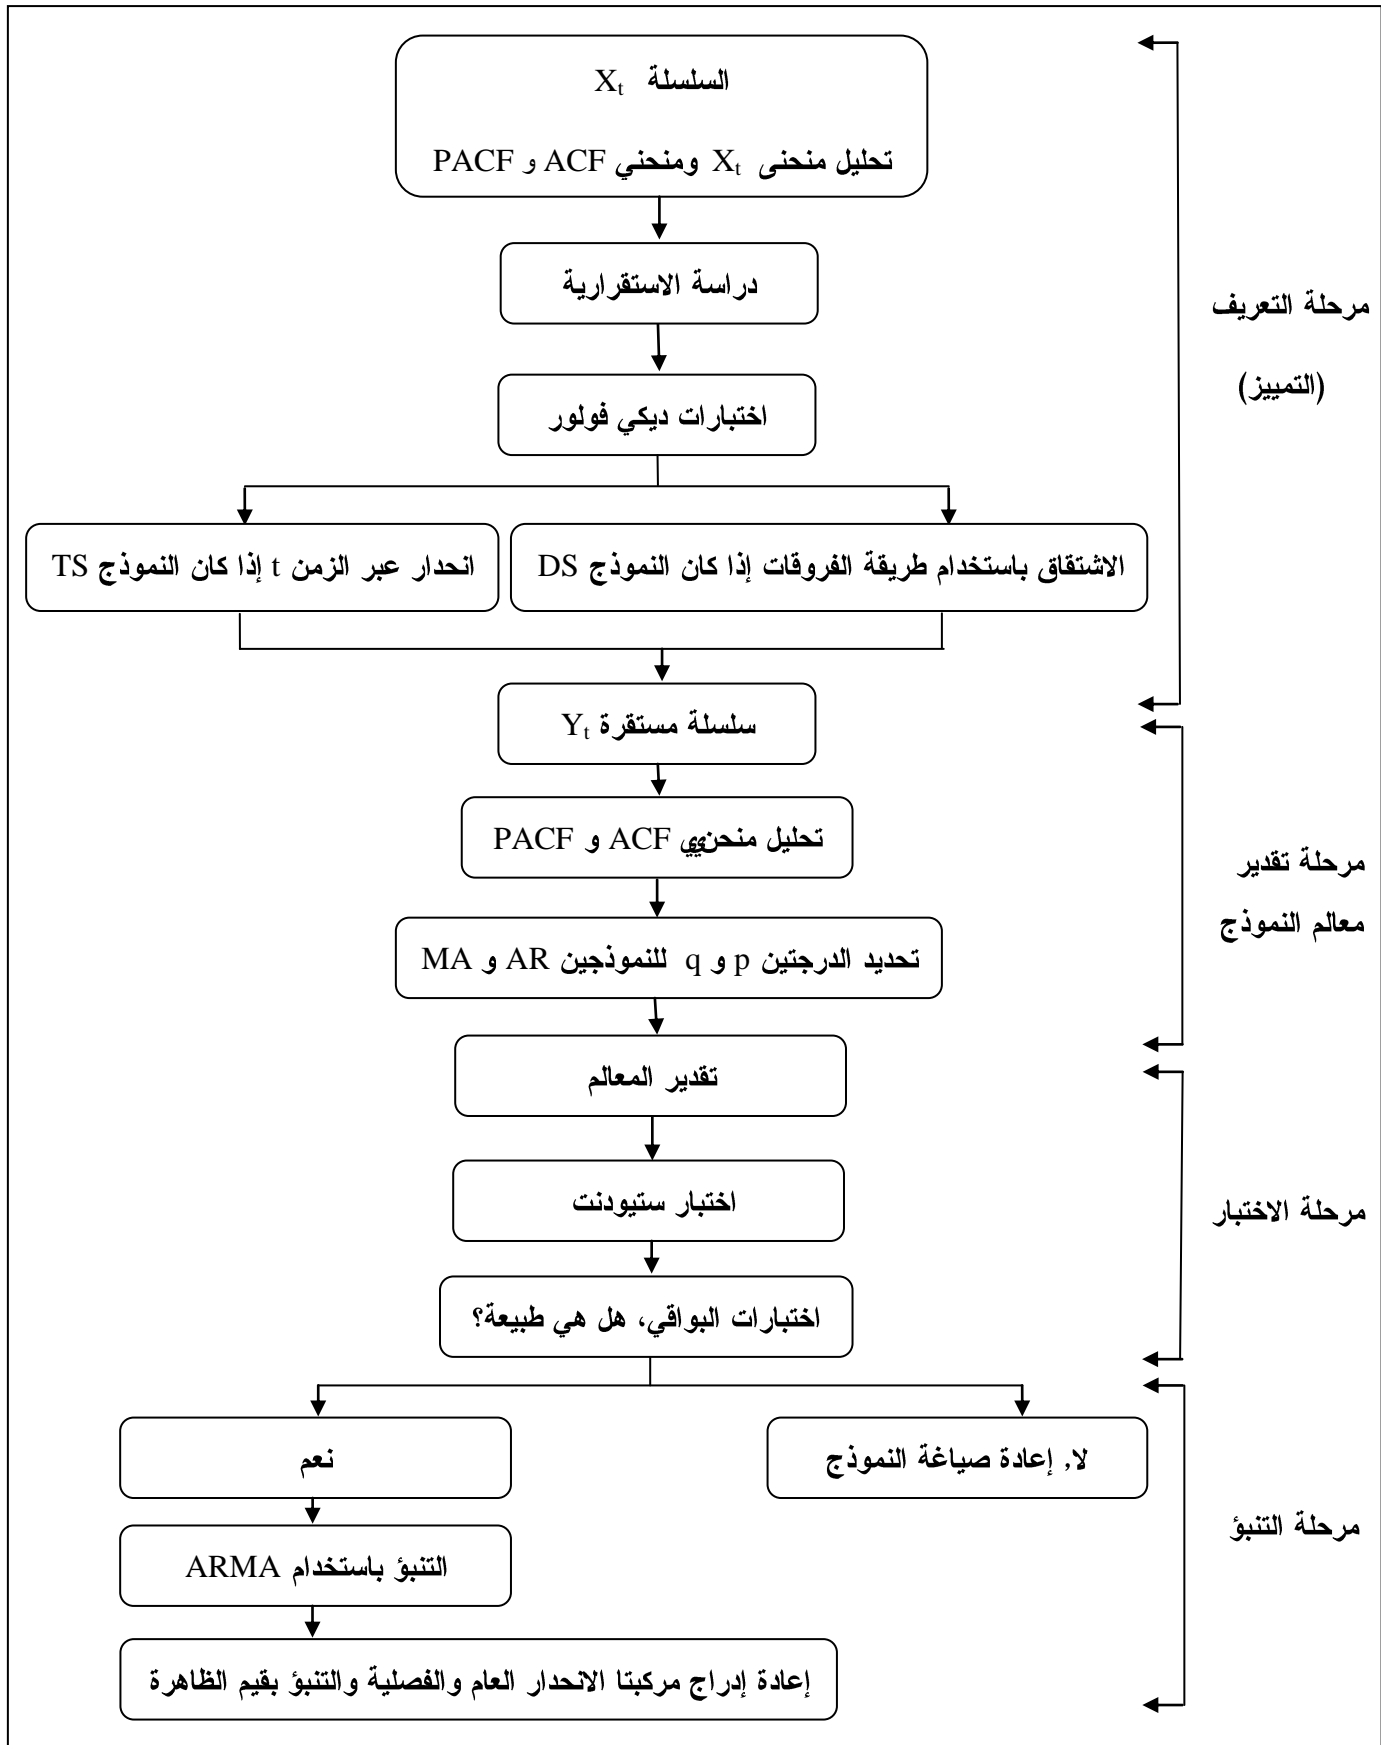 السلسلة Xt
تحليل منحنى Xt ومنحني ACF و PACF
دراسة الاستقرارية
مرحلة التعريف
(التمييز)
اختبارات ديكي فولور
الاشتقاق باستخدام طريقة الفروقات إذا كان النموذج DS
انحدار عبر الزمن t إذا كان النموذج TS
سلسلة مستقرة Yt
تحليل منحنيي ACF و PACF
مرحلة تقدير
معالم النموذج
تحديد الدرجتين p و q للنموذجين AR و MA
تقدير المعالم
اختبار ستيودنت
مرحلة الاختبار
اختبارات البواقي، هل هي طبيعة؟
لا, إعادة صياغة النموذج
نعم
مرحلة التنبؤ
التنبؤ باستخدام ARMA
إعادة إدراج مركبتا الانحدار العام والفصلية والتنبؤ بقيم الظاهرة